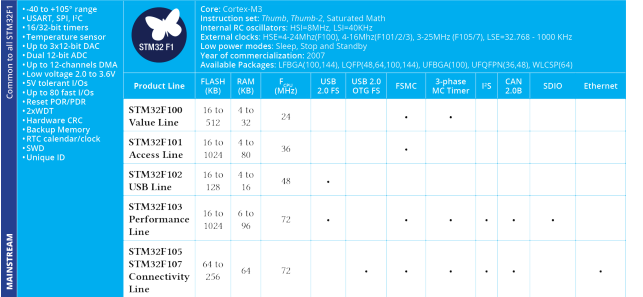 Common to all STM32F1
MAINSTREAM
• -40 to +105° range
• USART, SPI, I²C
• 16/32-bit timers
• Temperature sensor
• Up to 3x12-bit DAC
• Dual 12-bit ADC
• Up to 12-channels DMA
• Low voltage 2.0 to 3.6V
• 5V tolerant I/Os
• Up to 80 fast I/Os
• Reset POR/PDR
• 2xWDT
• Hardware CRC
• Backup Memory
• RTC calendar/clock
• SWD
• Unique ID
STM32 F1
Core: Cortex-M3
Instruction set: Thumb, Thumb-2, Saturated Math
Internal RC oscillators: HSI=8MHz, LSI=40KHz
External clocks: HSE=4-24Mhz(F100), 4-16Mhz(F101/2/3), 3-25MHz (F105/7), LSE=32.768 - 1000 KHz
Low power modes: Sleep, Stop and Standby
Year of commercialization: 2007
Available Packages: LFBGA(100,144), LQFP(48,64,100,144), UFBGA(100), UFQFPN(36,48), WLCSP(64)
Product Line FLASH (KB) RAM (KB) FCPU (MHz) USB 2.0 FS USB 2.0 OTG FS FSMC 3-phase MC Timer I²S CAN 2.0B SDIO Ethernet
STM32F100 Value Line 16 to 512 4 to 32 24 • •
STM32F101 Access Line 16 to 1024 4 to 80 36 •
STM32F102 USB Line 16 to 128 4 to 16 48 •
STM32F103 Performance Line 16 to 1024 6 to 96 72 • • • • • •
STM32F105 STM32F107 Connectivity Line 64 to 256 64 72 • • • • • •